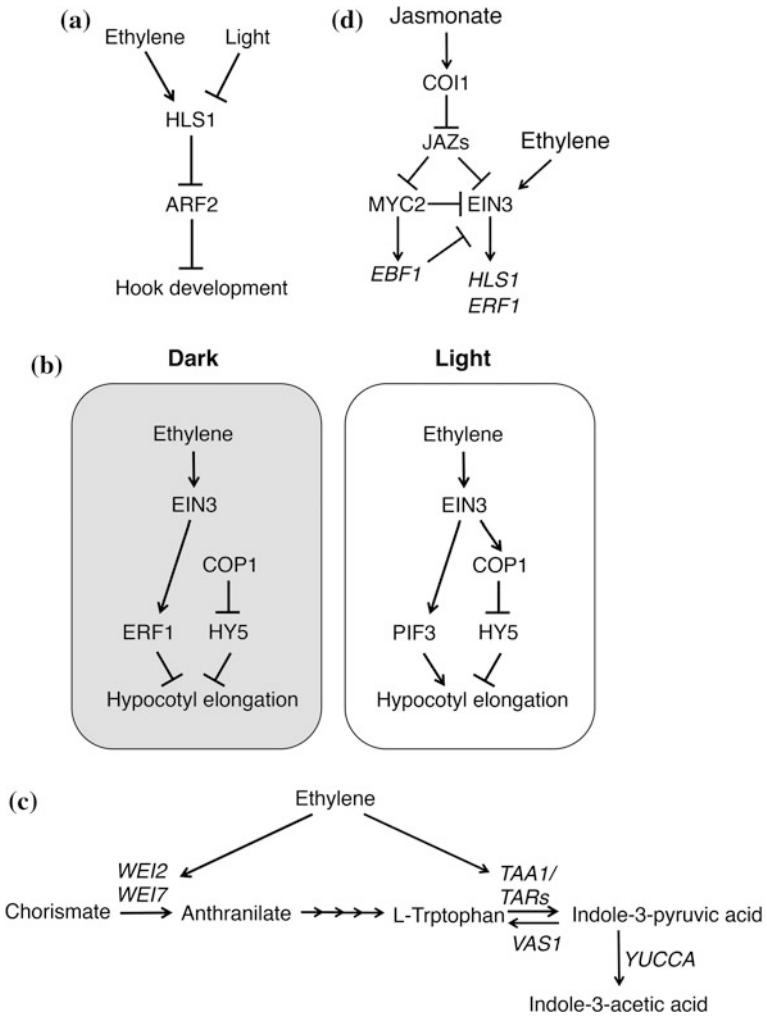 (a)
Ethylene Light
HLS1
ARF2
Hook development
(d)
Jasmonate
COI1
JAZs
Ethylene
MYC2 EIN3
EBF1 HLS1
ERF1
(b)
Dark
Ethylene
EIN3
COP1
ERF1 HY5
Hypocotyl elongation
Light
Ethylene
EIN3
COP1
PIF3 HY5
Hypocotyl elongation
(c)
Ethylene
WEI2
WEI7
TAA1/
TARs
Chorismate Anthranilate L-Trptophan Indole-3-pyruvic acid
VAS1
YUCCA
Indole-3-acetic acid